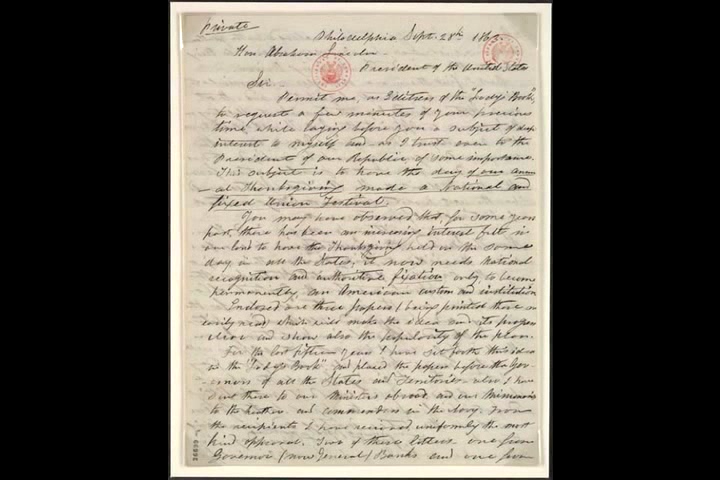 Private
Philadelphia Sept. 28th 1863.
Hon. Abraham Lincoln
President of the United States
Sir.
Permit me, as Editress of the "Lady's Book",
to request a few minutes of your precious
time, while laying before you a subject of deep
interest to myself and as I trust even to the
President of our Republic, of some importance.
This subject is to have the day of our annu-
al Thanksgiving made a National and
fixed Union Festival.
You may have observed that, for some years
past, there has been an increasing interest felt in
our land to have the Thanksgiving held on the same
day, in all the States; it now needs National
recognition and authoritive fixation, only, to become
permanently, an American custom and institution.
Enclosed are three papers (being printed these are
easily read) which will make the idea and its progress
clear and show also the popularity of the plan.
For the last fifteen years I have set forth this idea
in the "Lady's Book", and placed the papers before the Gov-
ernors of all the States and Territories also I have
sent these to our Ministers abroad, and our Missionaries
to the heathen and commanders in the Navy. From
the recipients I have received, uniformly the most
kind approval. Two of these letters, one from
Governor (now General) Banks and one from